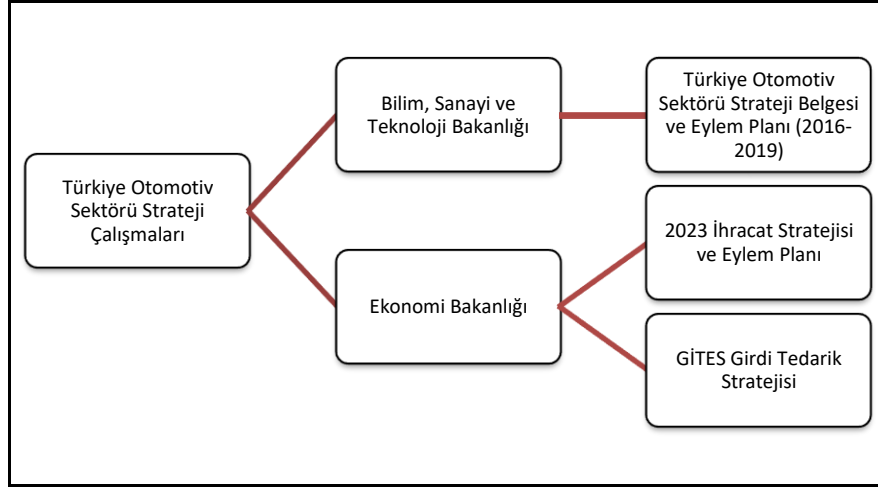 Türkiye Otomotiv
Sektörü Strateji
Çalışmaları
Bilim, Sanayi ve
Teknoloji Bakanlığı
Türkiye Otomotiv
Sektörü Strateji Belgesi
ve Eylem Planı (2016-
2019)
Ekonomi Bakanlığı
2023 İhracat Stratejisi
ve Eylem Planı
GİTES Girdi Tedarik
Stratejisi